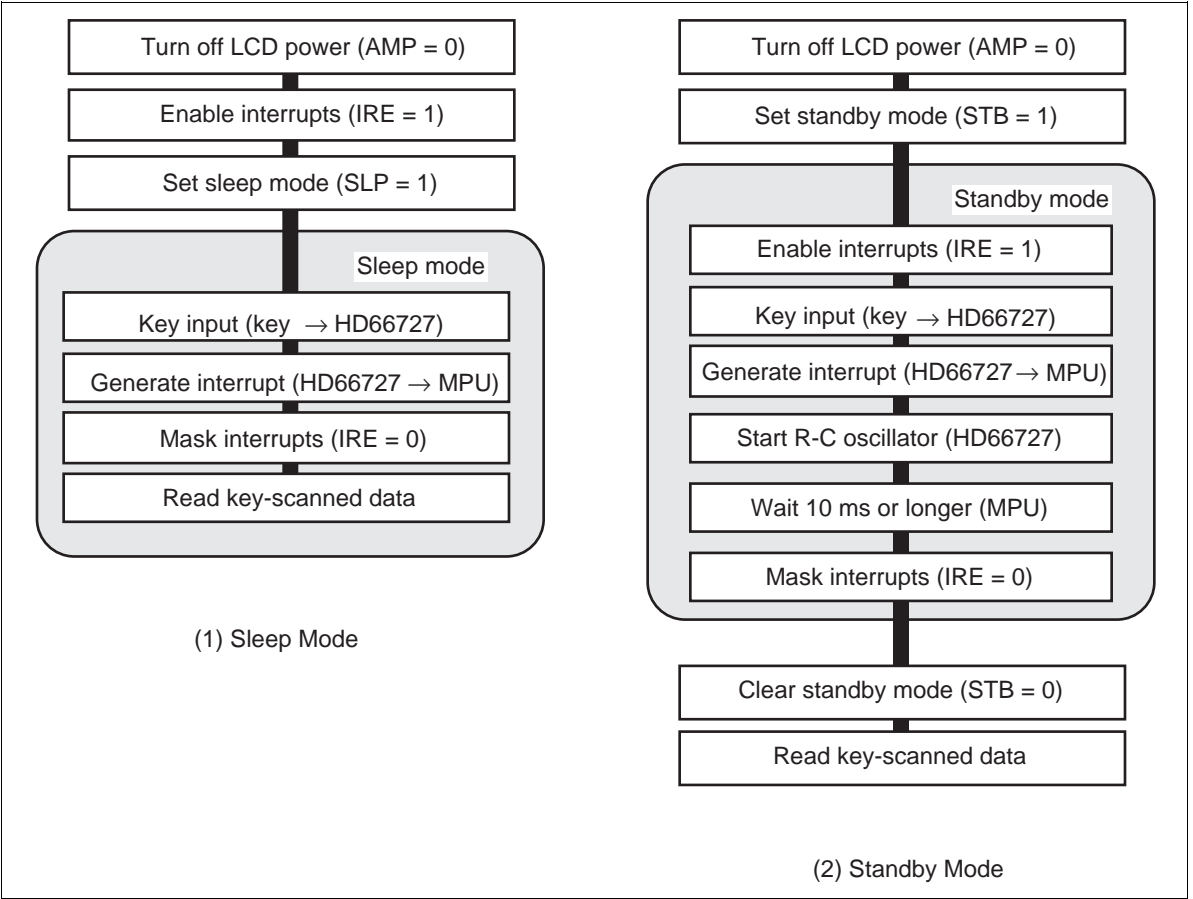 Turn off LCD power (AMP = 0)
Enable interrupts (IRE = 1)
Set sleep mode (SLP = 1)
Sleep mode
Key input (key → HD66727)
Generate interrupt (HD66727 → MPU)
Mask interrupts (IRE = 0)
Read key-scanned data
(1) Sleep Mode
Turn off LCD power (AMP = 0)
Set standby mode (STB = 1)
Standby mode
Enable interrupts (IRE = 1)
Key input (key → HD66727)
Generate interrupt (HD66727 → MPU)
Start R-C oscillator (HD66727)
Wait 10 ms or longer (MPU)
Mask interrupts (IRE = 0)
Clear standby mode (STB = 0)
Read key-scanned data
(2) Standby Mode